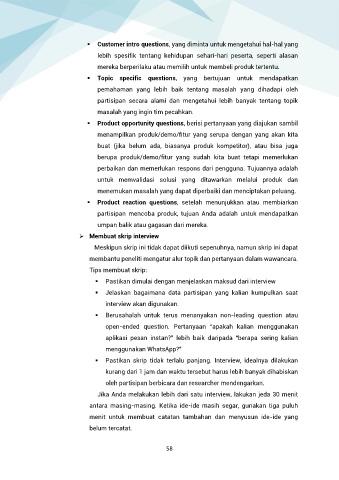 ▪ Customer intro questions, yang diminta untuk mengetahui hal-hal yang
lebih spesifik tentang kehidupan sehari-hari peserta, seperti alasan
mereka berperilaku atau memilih untuk membeli produk tertentu.
▪ Topic specific questions, yang bertujuan untuk mendapatkan
pemahaman yang lebih baik tentang masalah yang dihadapi oleh
partisipan secara alami dan mengetahui lebih banyak tentang topik
masalah yang ingin tim pecahkan.
▪ Product opportunity questions, berisi pertanyaan yang diajukan sambil
menampilkan produk/demo/fitur yang serupa dengan yang akan kita
buat (jika belum ada, biasanya produk kompetitor), atau bisa juga
berupa produk/demo/fitur yang sudah kita buat tetapi memerlukan
perbaikan dan memerlukan respons dari pengguna. Tujuannya adalah
untuk memvalidasi solusi yang ditawarkan melalui produk dan
menemukan masalah yang dapat diperbaiki dan menciptakan peluang.
▪ Product reaction questions, setelah menunjukkan atau membiarkan
partisipan mencoba produk, tujuan Anda adalah untuk mendapatkan
umpan balik atau gagasan dari mereka.
➢ Membuat skrip interview
Meskipun skrip ini tidak dapat diikuti sepenuhnya, namun skrip ini dapat
membantu peneliti mengatur alur topik dan pertanyaan dalam wawancara.
Tips membuat skrip:
▪ Pastikan dimulai dengan menjelaskan maksud dari interview
▪ Jelaskan bagaimana data partisipan yang kalian kumpulkan saat
interview akan digunakan.
▪ Berusahalah untuk terus menanyakan non-leading question atau
open-ended question. Pertanyaan “apakah kalian menggunakan
aplikasi pesan instan?” lebih baik daripada “berapa sering kalian
menggunakan WhatsApp?”
▪ Pastikan skrip tidak terlalu panjang. Interview, idealnya dilakukan
kurang dari 1 jam dan waktu tersebut harus lebih banyak dihabiskan
oleh partisipan berbicara dan researcher mendengarkan.
Jika Anda melakukan lebih dari satu interview, lakukan jeda 30 menit
antara masing-masing. Ketika ide-ide masih segar, gunakan tiga puluh
menit untuk membuat catatan tambahan dan menyusun ide-ide yang
belum tercatat.
58